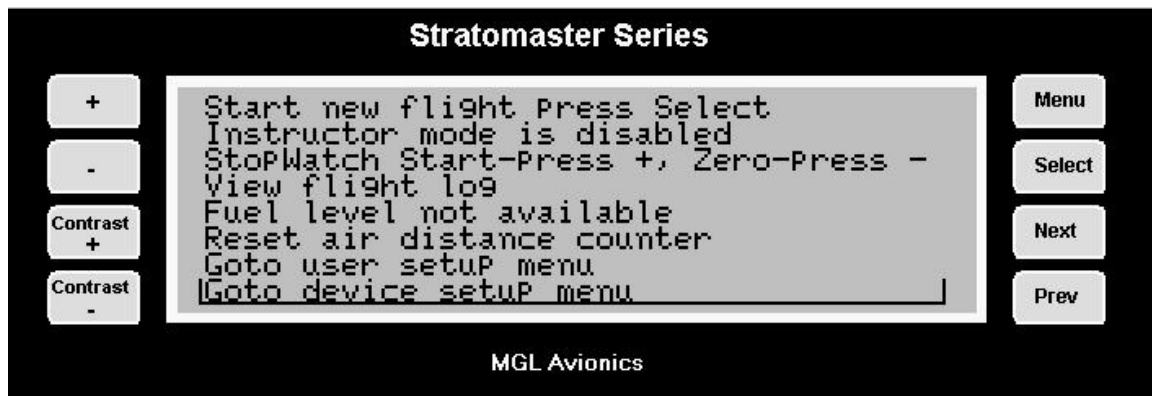 Stratomaster Series
+
-
Contrast
+
Contrast
-
Start new flight Press Select
Instructor mode is disabled
StopWatch Start-Press +, Zero-Press -
View flight log
Fuel level not available
Reset air distance counter
Goto user setup menu
Goto device setup menu
Menu
Select
Next
Prev
MGL Avionics